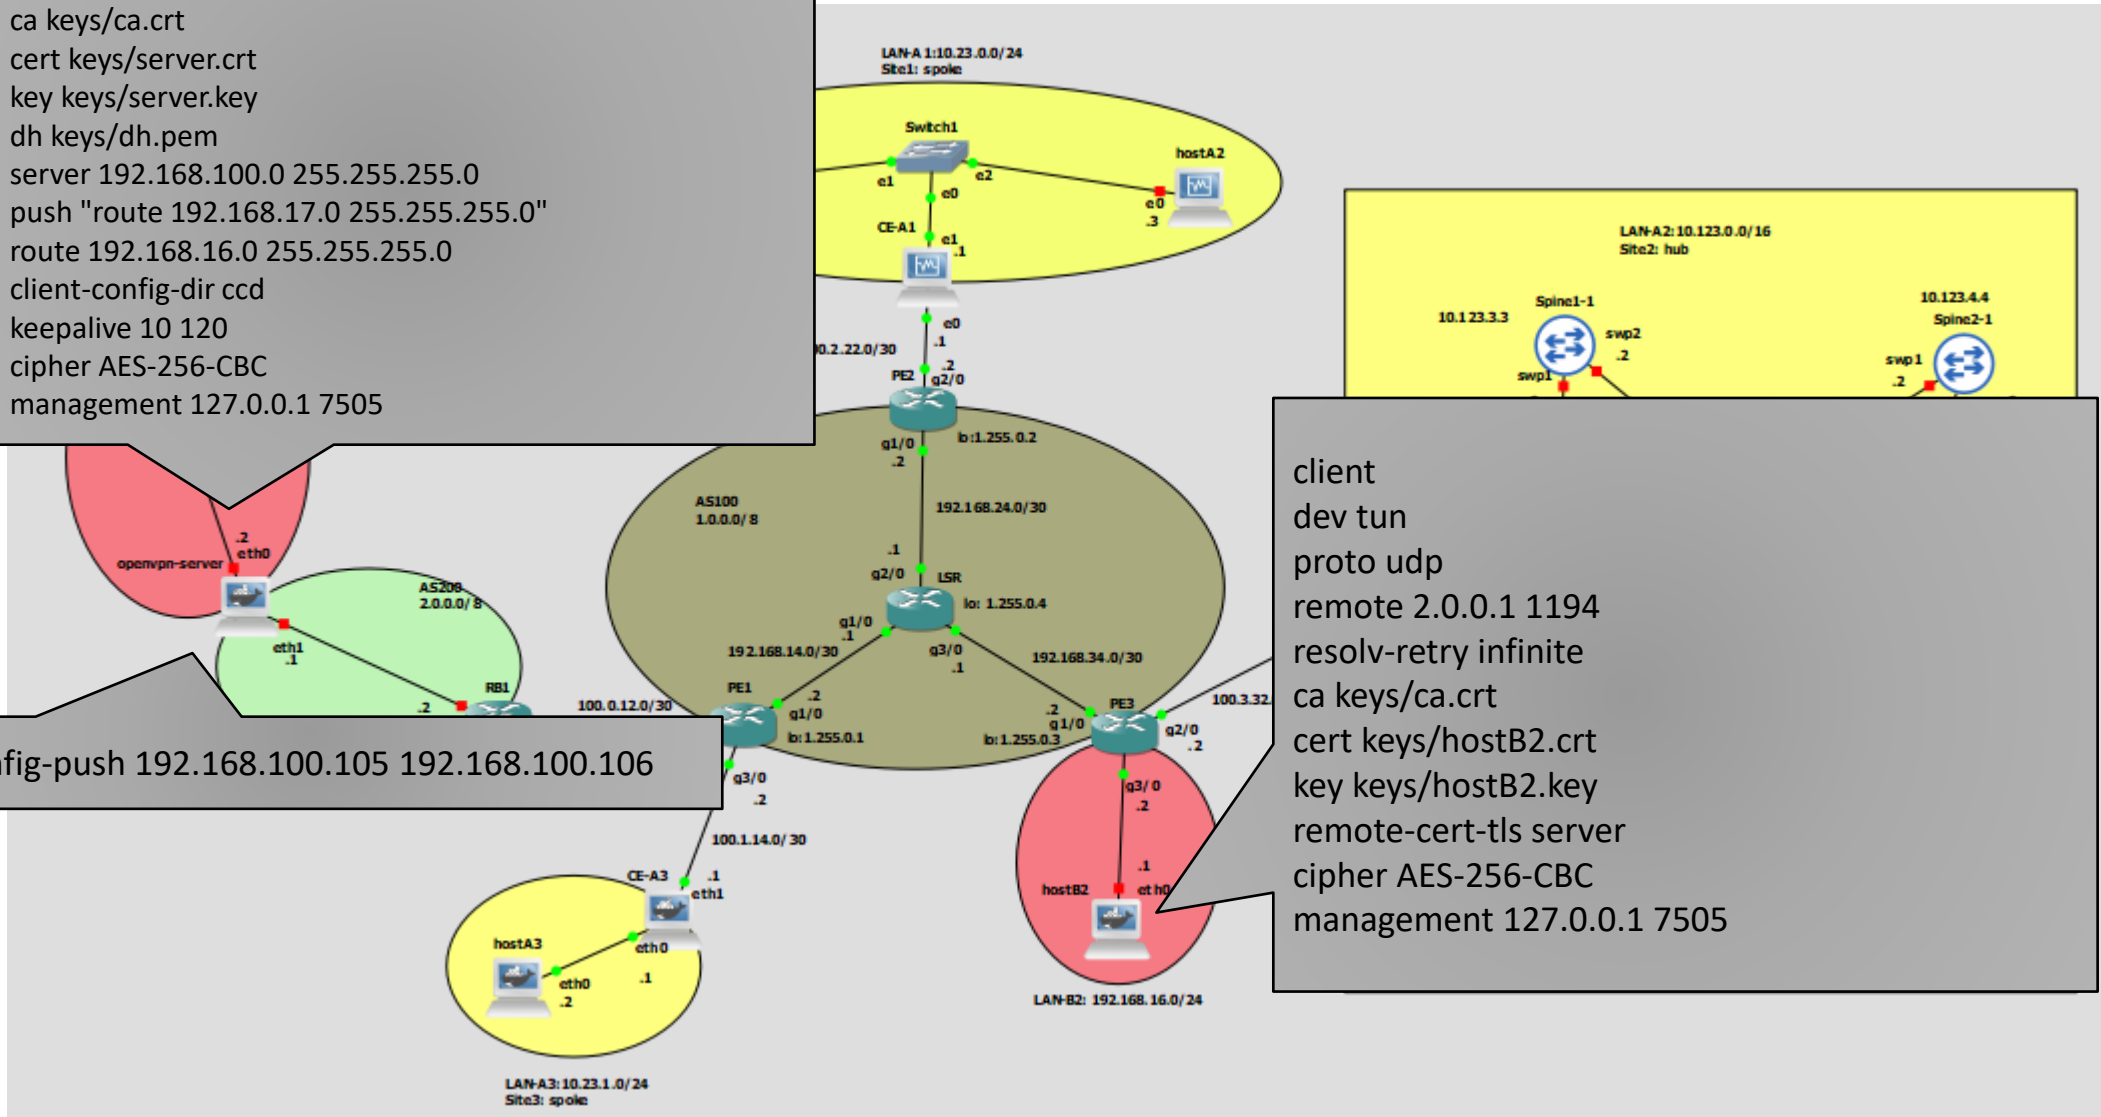 ca keys/ca.crt
cert keys/server.crt
key keys/server.key
dh keys/dh.pem
server 192.168.100.0 255.255.255.0
push "route 192.168.17.0 255.255.255.0"
route 192.168.16.0 255.255.255.0
client-config-dir ccd
keepalive 10 120
cipher AES-256-CBC
management 127.0.0.1 7505
LAN-A 1:10.23.0.0/24
Site1: spoke
Switch1
e1
e0
e2
hostA2
e0
.3
CE-A1
e1
.1
e0
.1
0.2.22.0/30
.2
PE2
g2/0
lo:1.255.0.2
g1/0
.2
AS100
1.0.0.0/8
192.168.24.0/30
.1
g2/0
LSR
lo: 1.255.0.4
g1/0
.1
g3/0
.1
192.168.14.0/30
192.168.34.0/30
PE1
.2
g1/0
lo:1.255.0.1
100.0.12.0/30
g3/0
.2
100.1.14.0/30
PE3
.2
g1/0
lo:1.255.0.3
g2/0
.2
100.3.32.
g3/0
.2
.1
hostB2
eth0
LAN-B2: 192.168.16.0/24
.2
eth0
openvpn-server
AS200
2.0.0.0/8
eth1
.1
RB1
.2
fig-push 192.168.100.105 192.168.100.106
CE-A3
.1
eth1
hostA3
eth0
.1
eth0
.2
LAN-A3:10.23.1.0/24
Site3: spoke
LAN-A2:10.123.0.0/16
Site2: hub
Spine1-1
10.123.3.3
swp2
.2
swp1
10.123.4.4
Spine2-1
swp1
.2
client
dev tun
proto udp
remote 2.0.0.1 1194
resolv-retry infinite
ca keys/ca.crt
cert keys/hostB2.crt
key keys/hostB2.key
remote-cert-tls server
cipher AES-256-CBC
management 127.0.0.1 7505